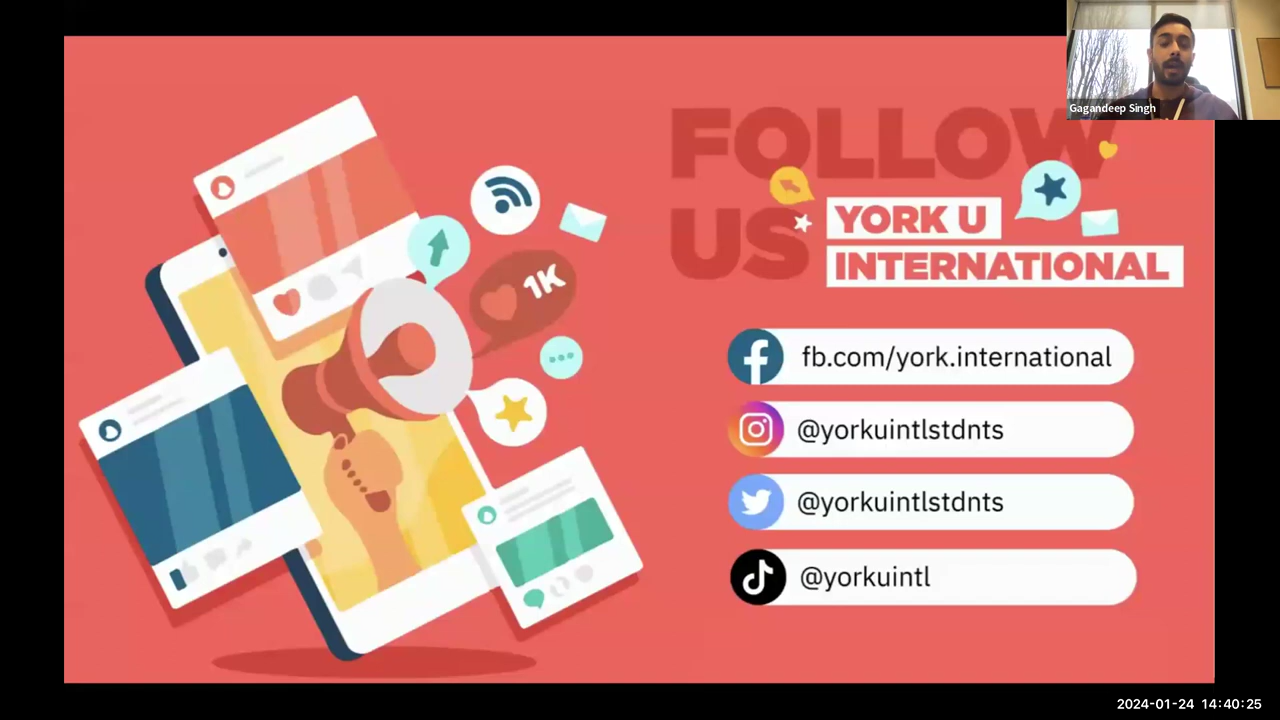 Gagandeep Singh
FOLLOW
US
YORK U
INTERNATIONAL
1K
fb.com/york.international
@yorkuintlstdnts
@yorkuintlstdnts
@yorkuintl
2024-01-24 14:40:25